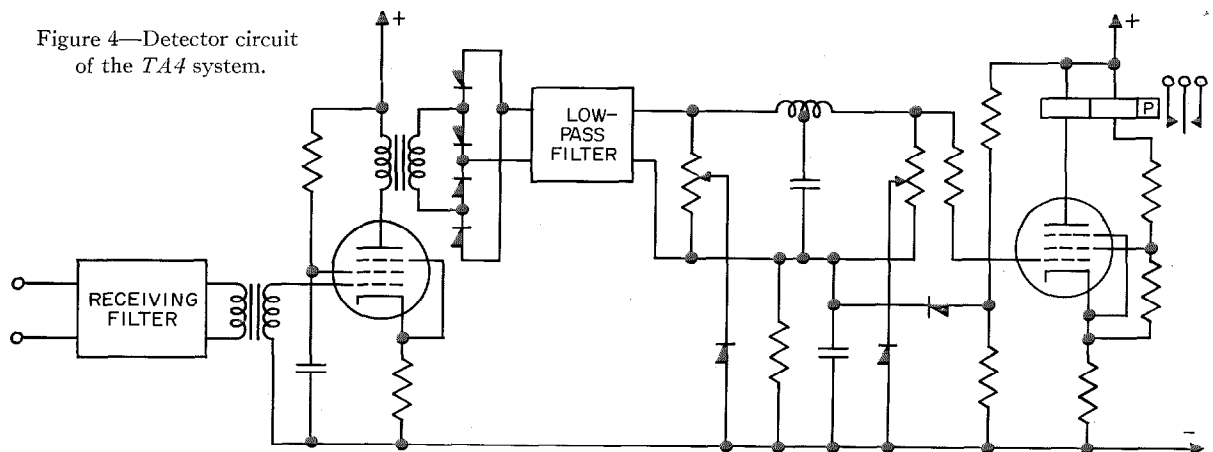 Figure 4—Detector circuit
of the TA4 system.
+
+
LOW-
PASS
FILTER
P
RECEIVING
FILTER
-